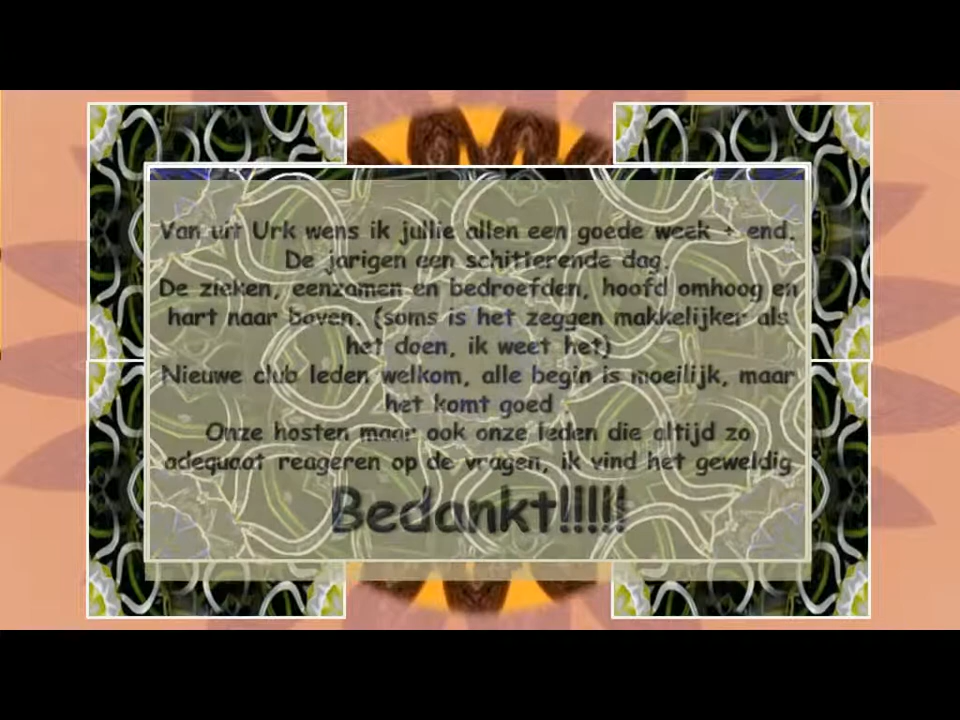 Van uit Urk wens ik jullie allen een goede week + end.
De jarigen een schitterende dag.
De zieken, eenzamen en bedroefden, hoofd omhoog en
hart naar boven. (soms is het zeggen makkelijker als
het doen, ik weet het)
Nieuwe club leden welkom, alle begin is moeilijk, maar
het komt goed
Onze hosten maar ook onze leden die altijd zo
adequaat reageren op de vragen, ik vind het geweldig
Bedankt!!!!!